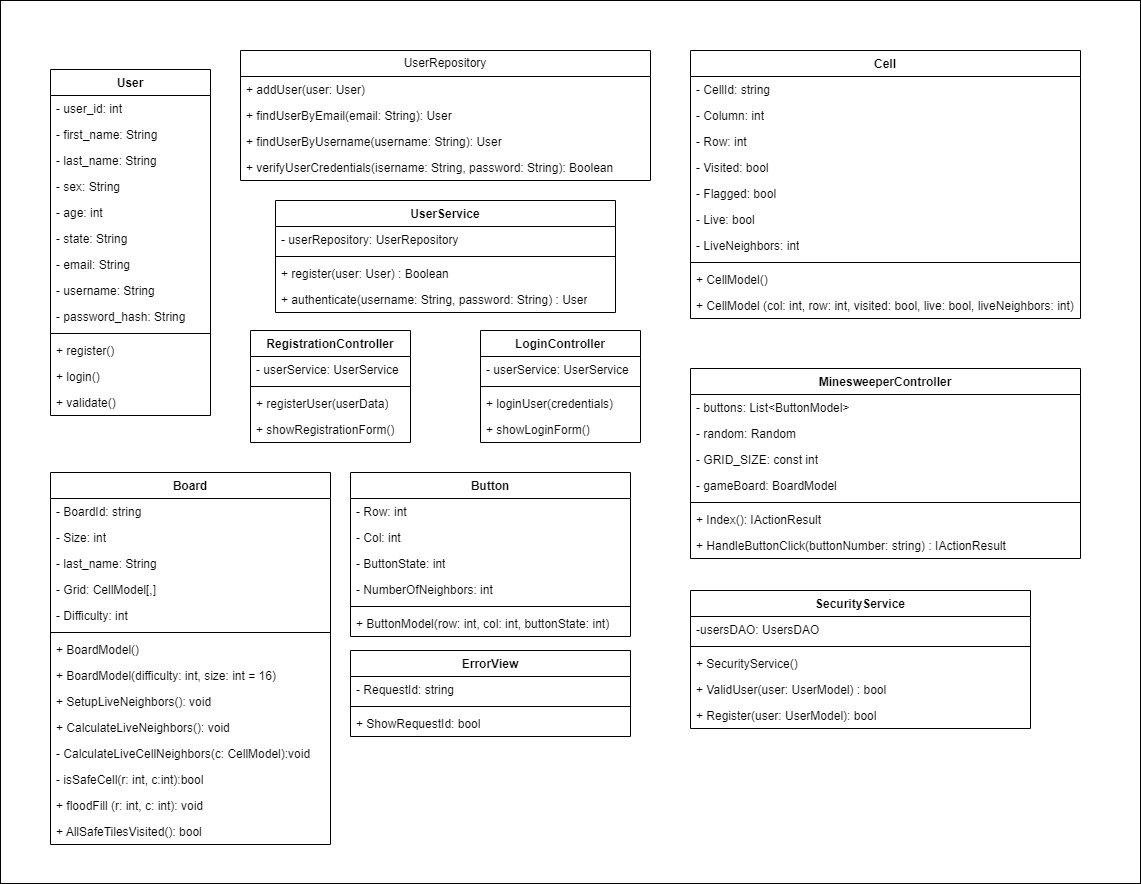 User
- user_id: int
- first_name: String
- last_name: String
- sex: String
- age: int
- state: String
- email: String
- username: String
- password_hash: String
+ register()
+ login()
+ validate()
UserRepository
+ addUser(user: User)
+ findUserByEmail(email: String): User
+ findUserByUsername(username: String): User
+ verifyUserCredentials(isername: String, password: String): Boolean
UserService
- userRepository: UserRepository
+ register(user: User) : Boolean
+ authenticate(username: String, password: String) : User
RegistrationController
- userService: UserService
+ registerUser(userData)
+ showRegistrationForm()
LoginController
- userService: UserService
+ loginUser(credentials)
+ showLoginForm()
Cell
- CellId: string
- Column: int
- Row: int
- Visited: bool
- Flagged: bool
- Live: bool
- LiveNeighbors: int
+ CellModel()
+ CellModel (col: int, row: int, visited: bool, live: bool, liveNeighbors: int)
MinesweeperController
- buttons: List<ButtonModel>
- random: Random
- GRID_SIZE: const int
- gameBoard: BoardModel
+ Index(): IActionResult
+ HandleButtonClick(buttonNumber: string) : IActionResult
Board
- BoardId: string
- Size: int
- last_name: String
- Grid: CellModel[,]
- Difficulty: int
+ BoardModel()
+ BoardModel(difficulty: int, size: int = 16)
+ SetupLiveNeighbors(): void
+ CalculateLiveNeighbors(): void
- CalculateLiveCellNeighbors(c: CellModel):void
- isSafeCell(r: int, c:int):bool
+ floodFill (r: int, c: int): void
+ AllSafeTilesVisited(): bool
Button
- Row: int
- Col: int
- ButtonState: int
- NumberOfNeighbors: int
+ ButtonModel(row: int, col: int, buttonState: int)
ErrorView
- RequestId: string
+ ShowRequestId: bool
SecurityService
-usersDAO: UsersDAO
+ SecurityService()
+ ValidUser(user: UserModel) : bool
+ Register(user: UserModel): bool